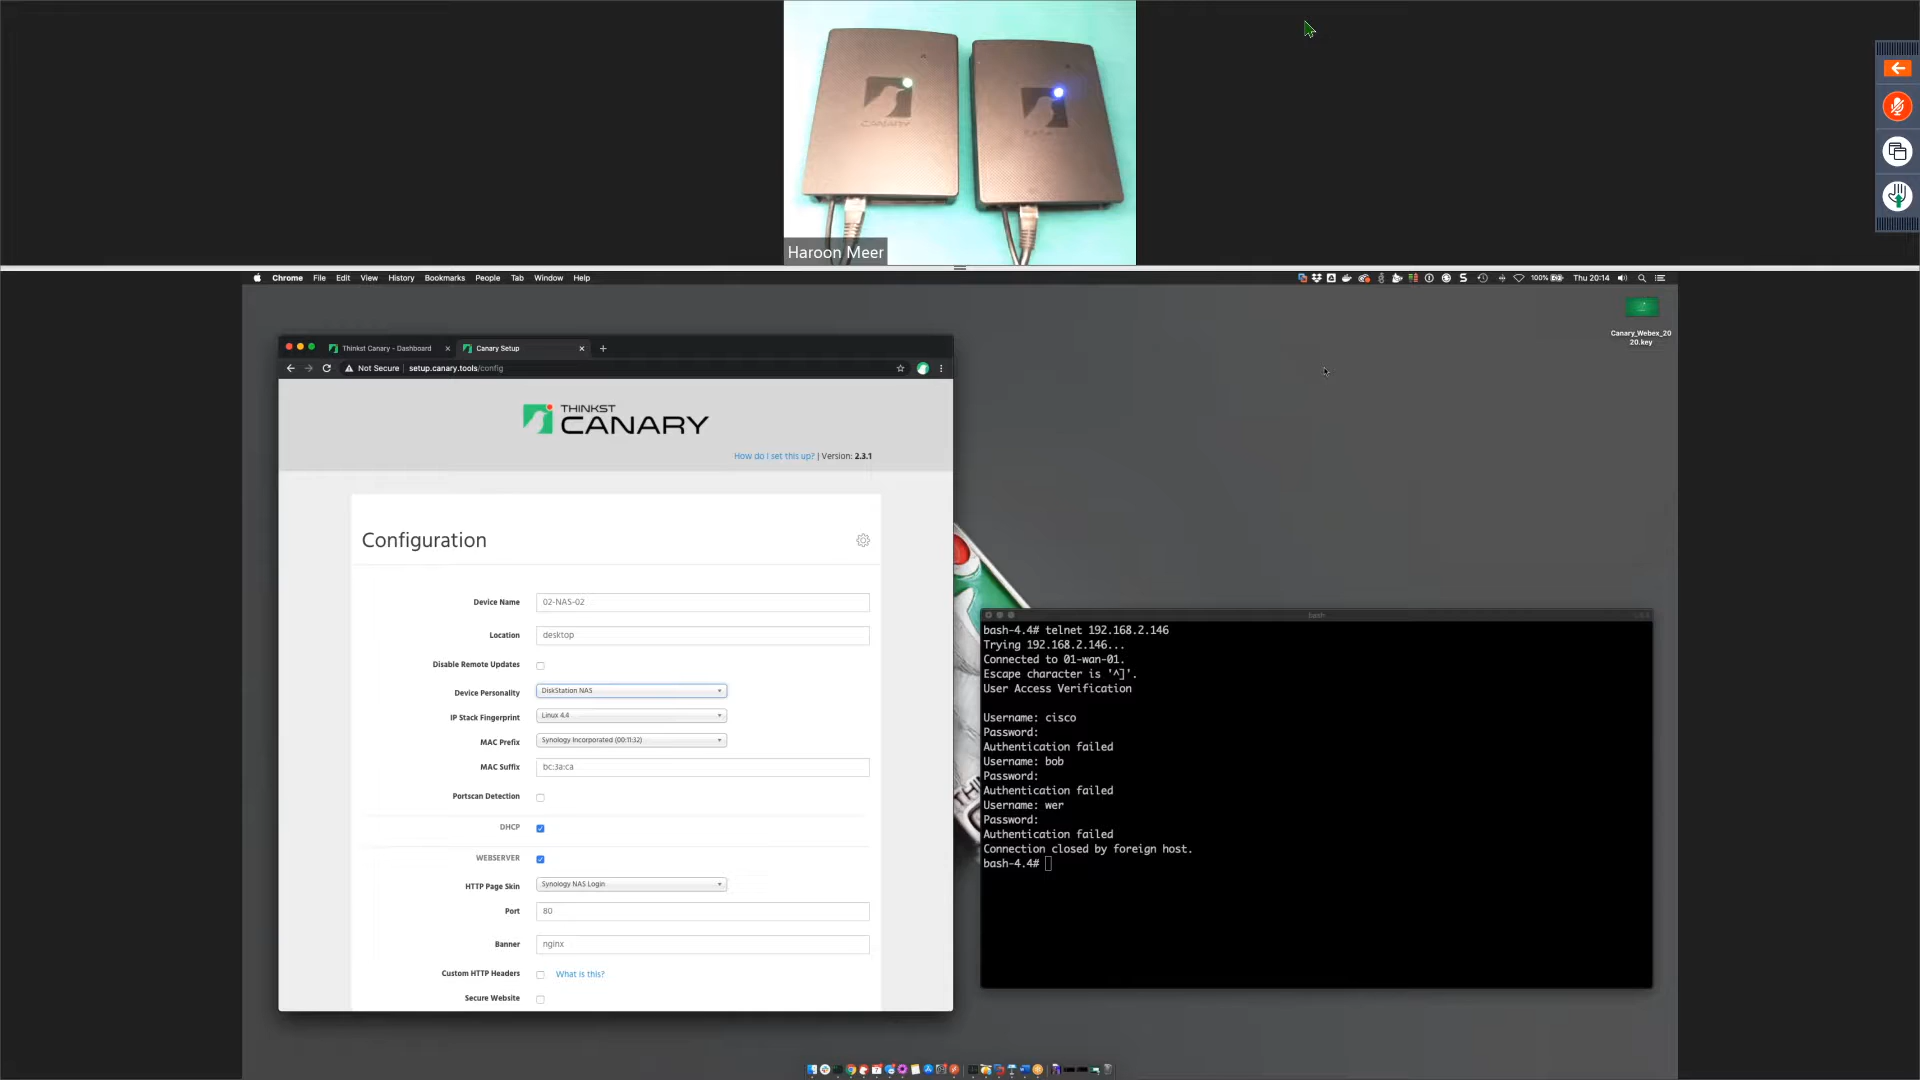 CANARY
Haroon Meer
Chrome File Edit View History Bookmarks People Tab Window Help
100% Thu 20:14
Canary_Webex_20
20.key
Thinkst Canary - Dashboard
Canary Setup
Not Secure | setup.canary.tools/config
THINKST
CANARY
How do I set this up? | Version: 2.3.1
Configuration
Device Name 02-NAS-02
Location desktop
Disable Remote Updates
Device Personality DiskStation NAS
IP Stack Fingerprint Linux 4.4
MAC Prefix Synology Incorporated (00:11:32)
MAC Suffix bc:3a:ca
Portscan Detection
DHCP
WEBSERVER
HTTP Page Skin Synology NAS Login
Port 80
Banner nginx
Custom HTTP Headers What is this?
Secure Website
bash
bash-4.4# telnet 192.168.2.146
Trying 192.168.2.146...
Connected to 01-wan-01.
Escape character is '^]'.
User Access Verification
Username: cisco
Password:
Authentication failed
Username: bob
Password:
Authentication failed
Username: wer
Password:
Authentication failed
Connection closed by foreign host.
bash-4.4#